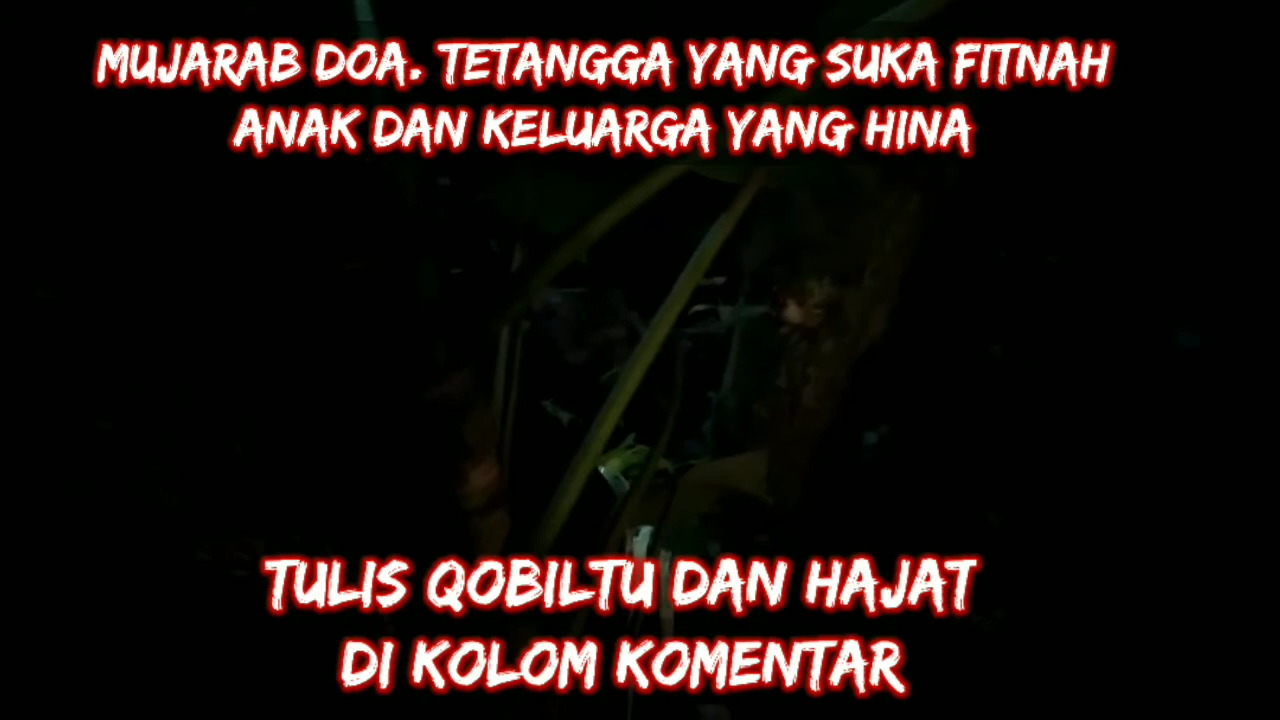 MUJARAB DOA. TETANGGA YANG SUKA FITNAH
ANAK DAN KELUARGA YANG HINA
TULIS QOBILTU DAN HAJAT
DI KOLOM KOMENTAR